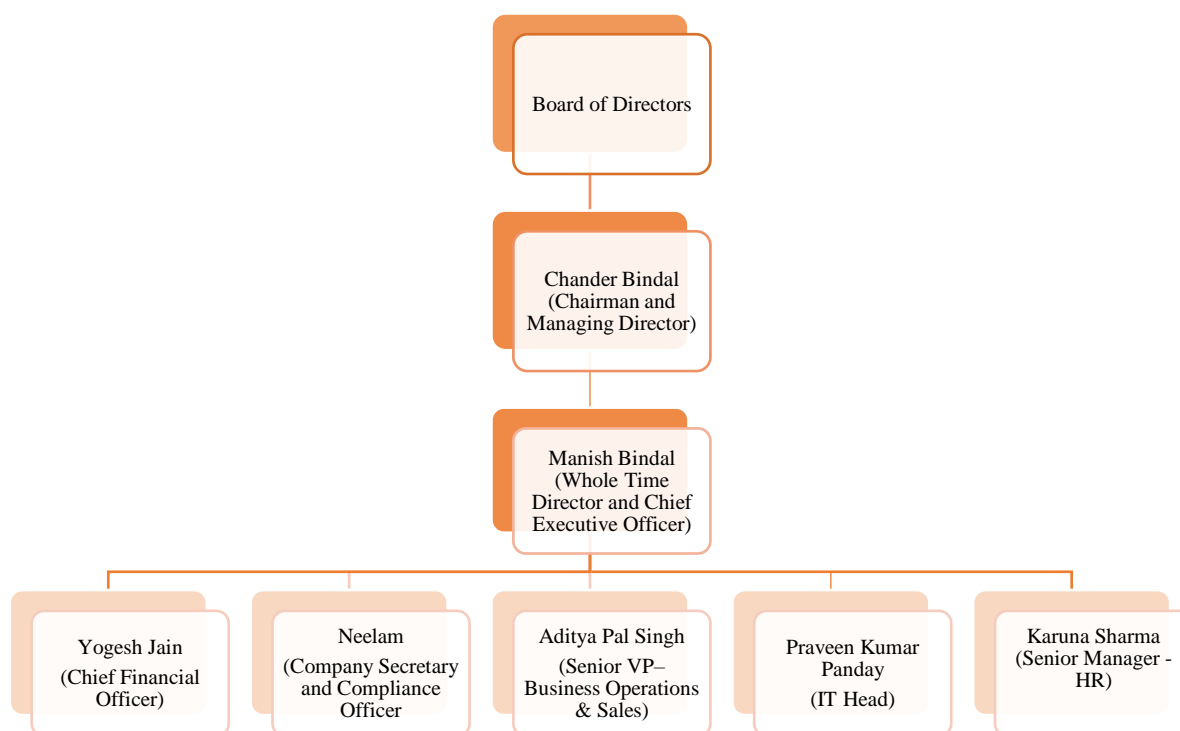 Board of Directors
Chander Bindal
(Chairman and
Managing Director)
Manish Bindal
(Whole Time
Director and Chief
Executive Officer)
Yogesh Jain
(Chief Financial
Officer)
Neelam
(Company Secretary
and Compliance
Officer
Aditya Pal Singh
(Senior VP–
Business Operations
& Sales)
Praveen Kumar
Panday
(IT Head)
Karuna Sharma
(Senior Manager -
HR)